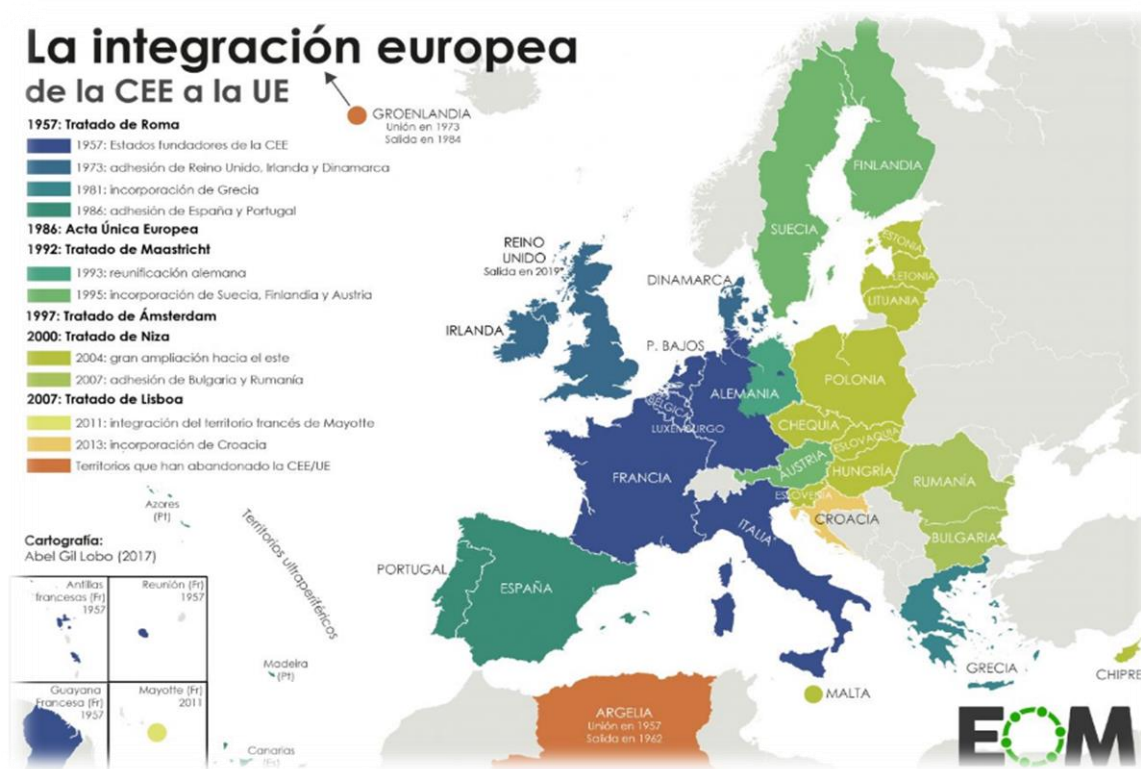 La integración europea
de la CEE a la UE
GROENLANDIA
Unión en 1973
Salida en 1984
1957: Tratado de Roma
1957: Estados fundadores de la CEE
1973: adhesión de Reino Unido, Irlanda y Dinamarca
1981: incorporación de Grecia
1986: adhesión de España y Portugal
1986: Acta Única Europea
1992: Tratado de Maastricht
1993: reunificación alemana
1995: incorporación de Suecia, Finlandia y Austria
1997: Tratado de Ámsterdam
2000: Tratado de Niza
2004: gran ampliación hacia el este
2007: adhesión de Bulgaria y Rumanía
2007: Tratado de Lisboa
2011: integración del territorio francés de Mayotte
2013: incorporación de Croacia
Territorios que han abandonado la CEE/UE
FINLANDIA
SUECIA
ESTONIA
LETONIA
LITUANIA
REINO
UNIDO
Salida en 2019*
DINAMARCA
IRLANDA
P. BAJOS
BÉLGICA
LUXEMBURGO
ALEMANIA
POLONIA
CHEQUIA
ESLOVAQUIA
AUSTRIA
HUNGRÍA
FRANCIA
ESLOVENIA
CROACIA
RUMANÍA
BULGARIA
ITALIA
PORTUGAL
ESPAÑA
GRECIA
CHIPRE
MALTA
ARGELIA
Unión en 1957
Salida en 1962
Azores
(Pt)
Territorios ultraperiféricos
Cartografía:
Abel Gil Lobo (2017)
Antillas
francesas (Fr)
1957
Reunión (Fr)
1957
Guayana
Francesa (Fr)
1957
Mayotte (Fr)
2011
Madeira
(Pt)
Canarias
(Es)
EOM